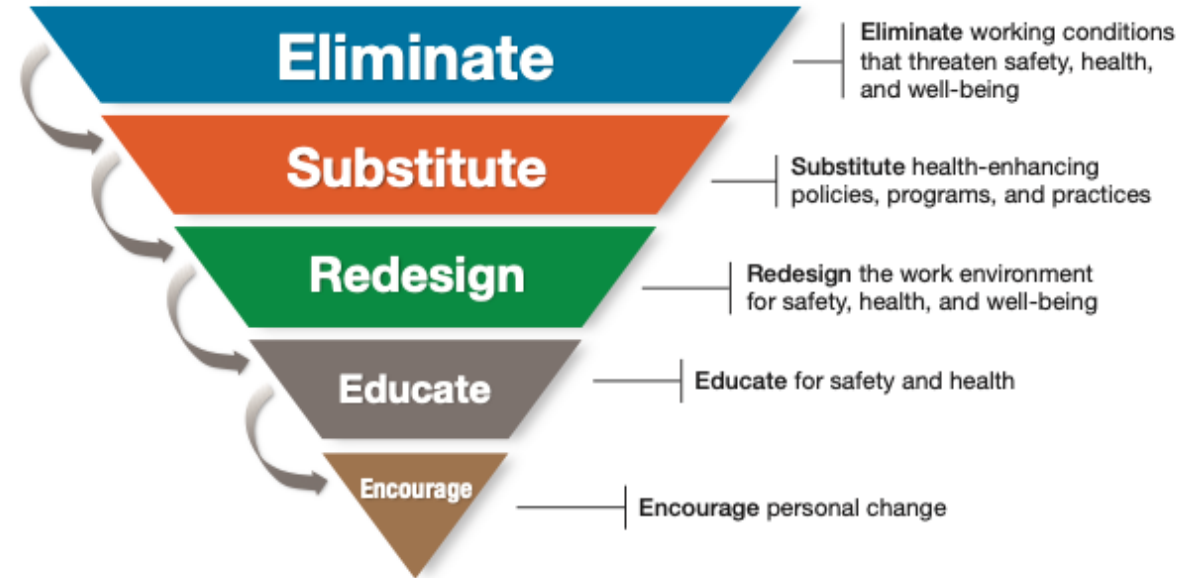 Eliminate
Eliminate working conditions
that threaten safety, health,
and well-being
Substitute
Substitute health-enhancing
policies, programs, and practices
Redesign
Redesign the work environment
for safety, health, and well-being
Educate
Educate for safety and health
Encourage
Encourage personal change